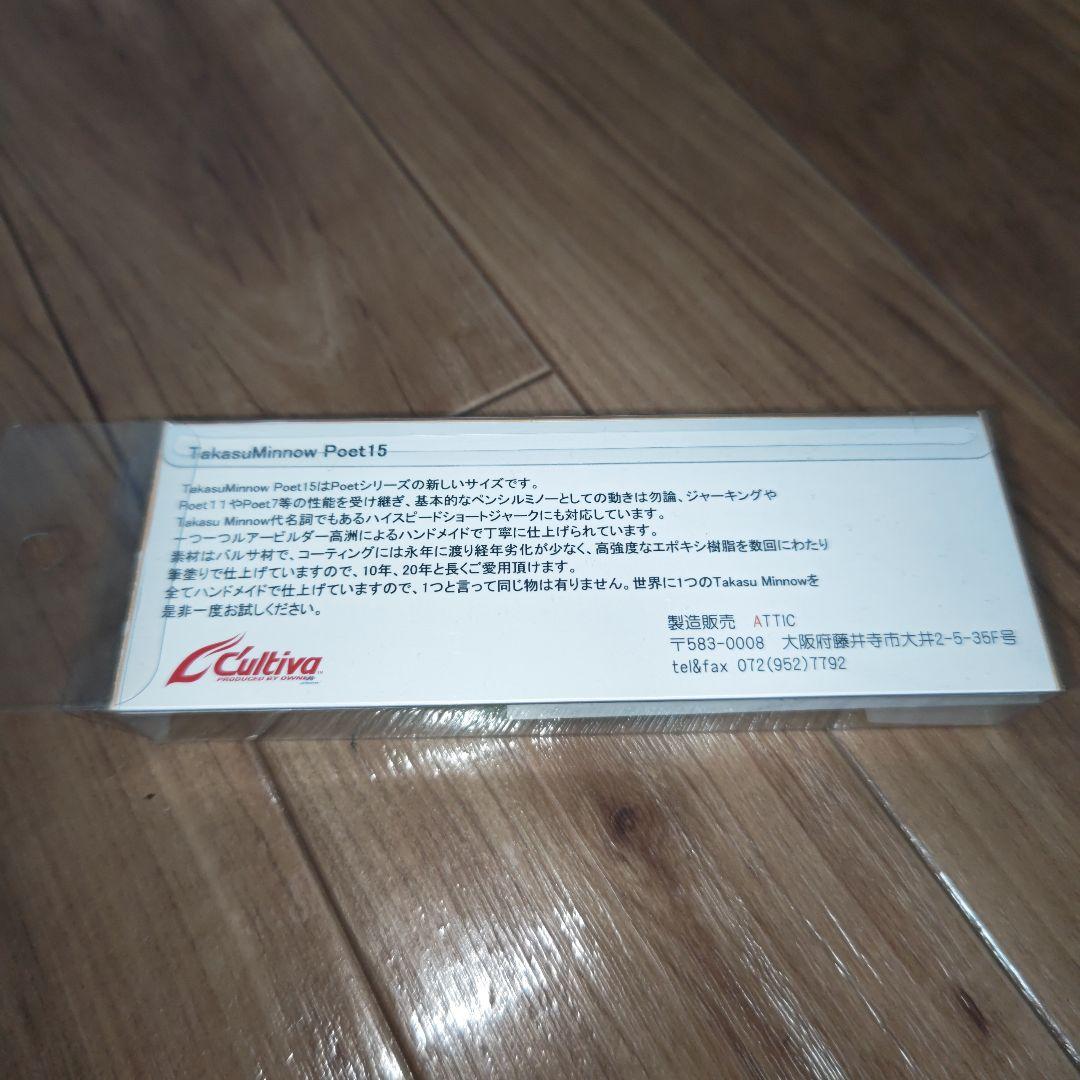 TakasuMinnow Poet15
TakasuMinnow Poet15はPoetシリーズの新しいサイズです。
Poet11やPoet7等の性能を受け継ぎ、基本的なペンシルミノーとしての動きは勿論、ジャーキングや
Takasu Minnow代名詞でもあるハイスピードショートジャークにも対応しています。
一つ一つルアービルダー高洲によるハンドメイドで丁寧に仕上げられています。
素材はバルサ材で、コーティングには永年に渡り経年劣化が少なく、高強度なエポキシ樹脂を数回にわたり
筆塗りで仕上げていますので、10年、20年と長くご愛用頂けます。
全てハンドメイドで仕上げていますので、1つと言って同じ物は有りません。世界に1つのTakasu Minnowを
是非一度お試しください。
製造販売 ATTIC
〒583-0008 大阪府藤井寺市大井2-5-35F号
tel&fax 072(952)7792
C'ultiva
PRODUCED BY OWNER